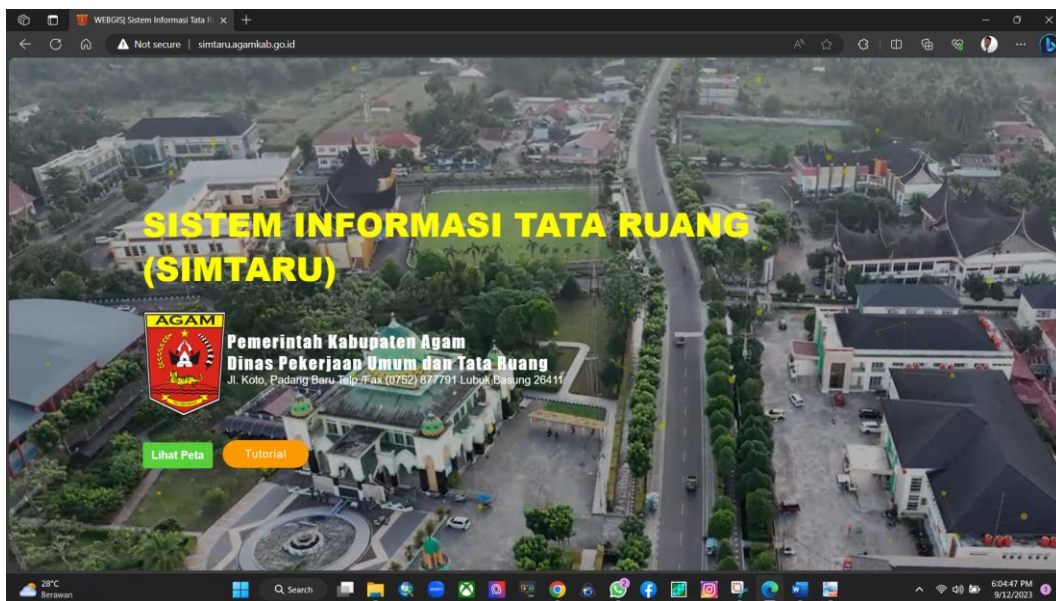 WEBGIS| Sistem Informasi Tata R
Not secure | simtaru.agamkab.go.id
SISTEM INFORMASI TATA RUANG
(SIMTARU)
AGAM
Pemerintah Kabupaten Agam
Dinas Pekerjaan Umum dan Tata Ruang
Jl. Koto, Padang Baru Telp./Fax (0752) 877791 Lubuk Basung 26411
Lihat Peta
Tutorial
28°C
Berawan
Search
6:04:47 PM
9/12/2023